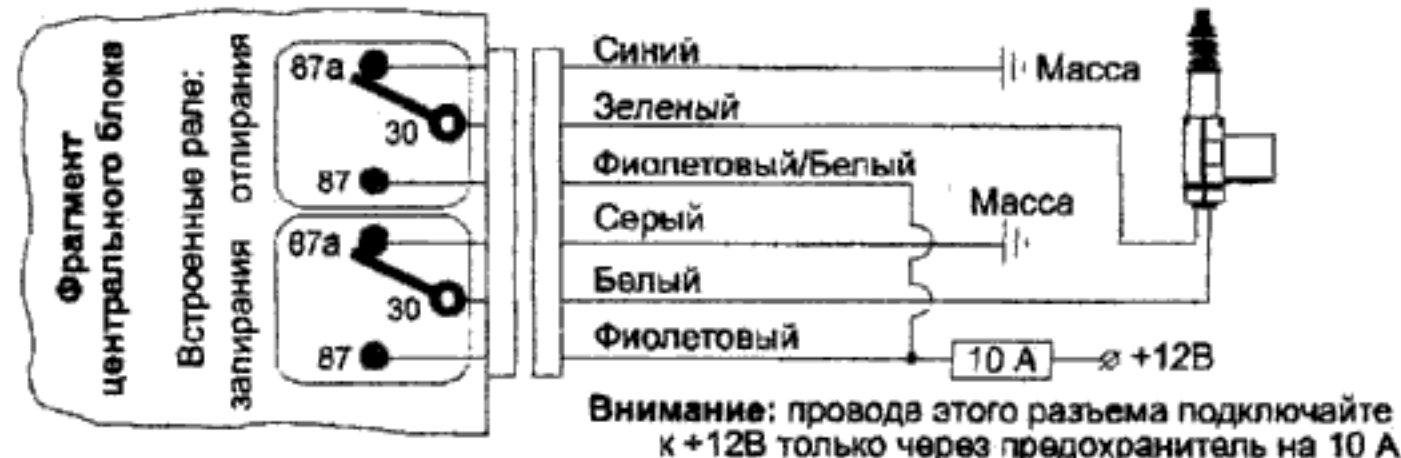 Фрагмент
центрального блока
Встроенные реле:
отпирания
запирания
87а
30
87
87а
30
87
Синий
Масса
Зеленый
Фиолетовый/Белый
Серый
Масса
Белый
Фиолетовый
10 А
+12В
Внимание: провода этого разъема подключайте
к +12В только через предохранитель на 10 А